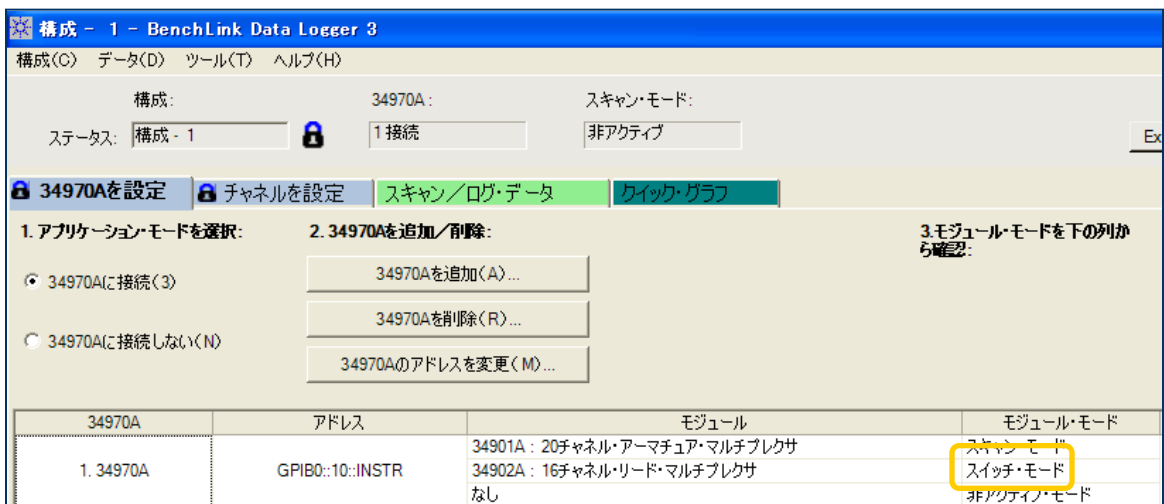 構成 - 1 - BenchLink Data Logger 3
構成(C) データ(D) ツール(T) ヘルプ(H)
構成: 34970A: スキャン・モード:
ステータス: 構成 - 1 1 接続 非アクティブ Ex
34970Aを設定 チャネルを設定 スキャン／ログ・データ クイック・グラフ
1. アプリケーション・モードを選択: 2. 34970Aを追加／削除: 3.モジュール・モードを下の列か
ら確認:
34970Aに接続(3) 34970Aを追加(A)...
34970Aを削除(R)...
34970Aに接続しない(N)
34970Aのアドレスを変更(M)...
34970A アドレス モジュール モジュール・モード
34901A : 20チャネル・アーマチュア・マルチプレクサ スキャン・モード
1. 34970A GPIB0::10::INSTR 34902A : 16チャネル・リード・マルチプレクサ スイッチ・モード
なし 非アクティブ・モード